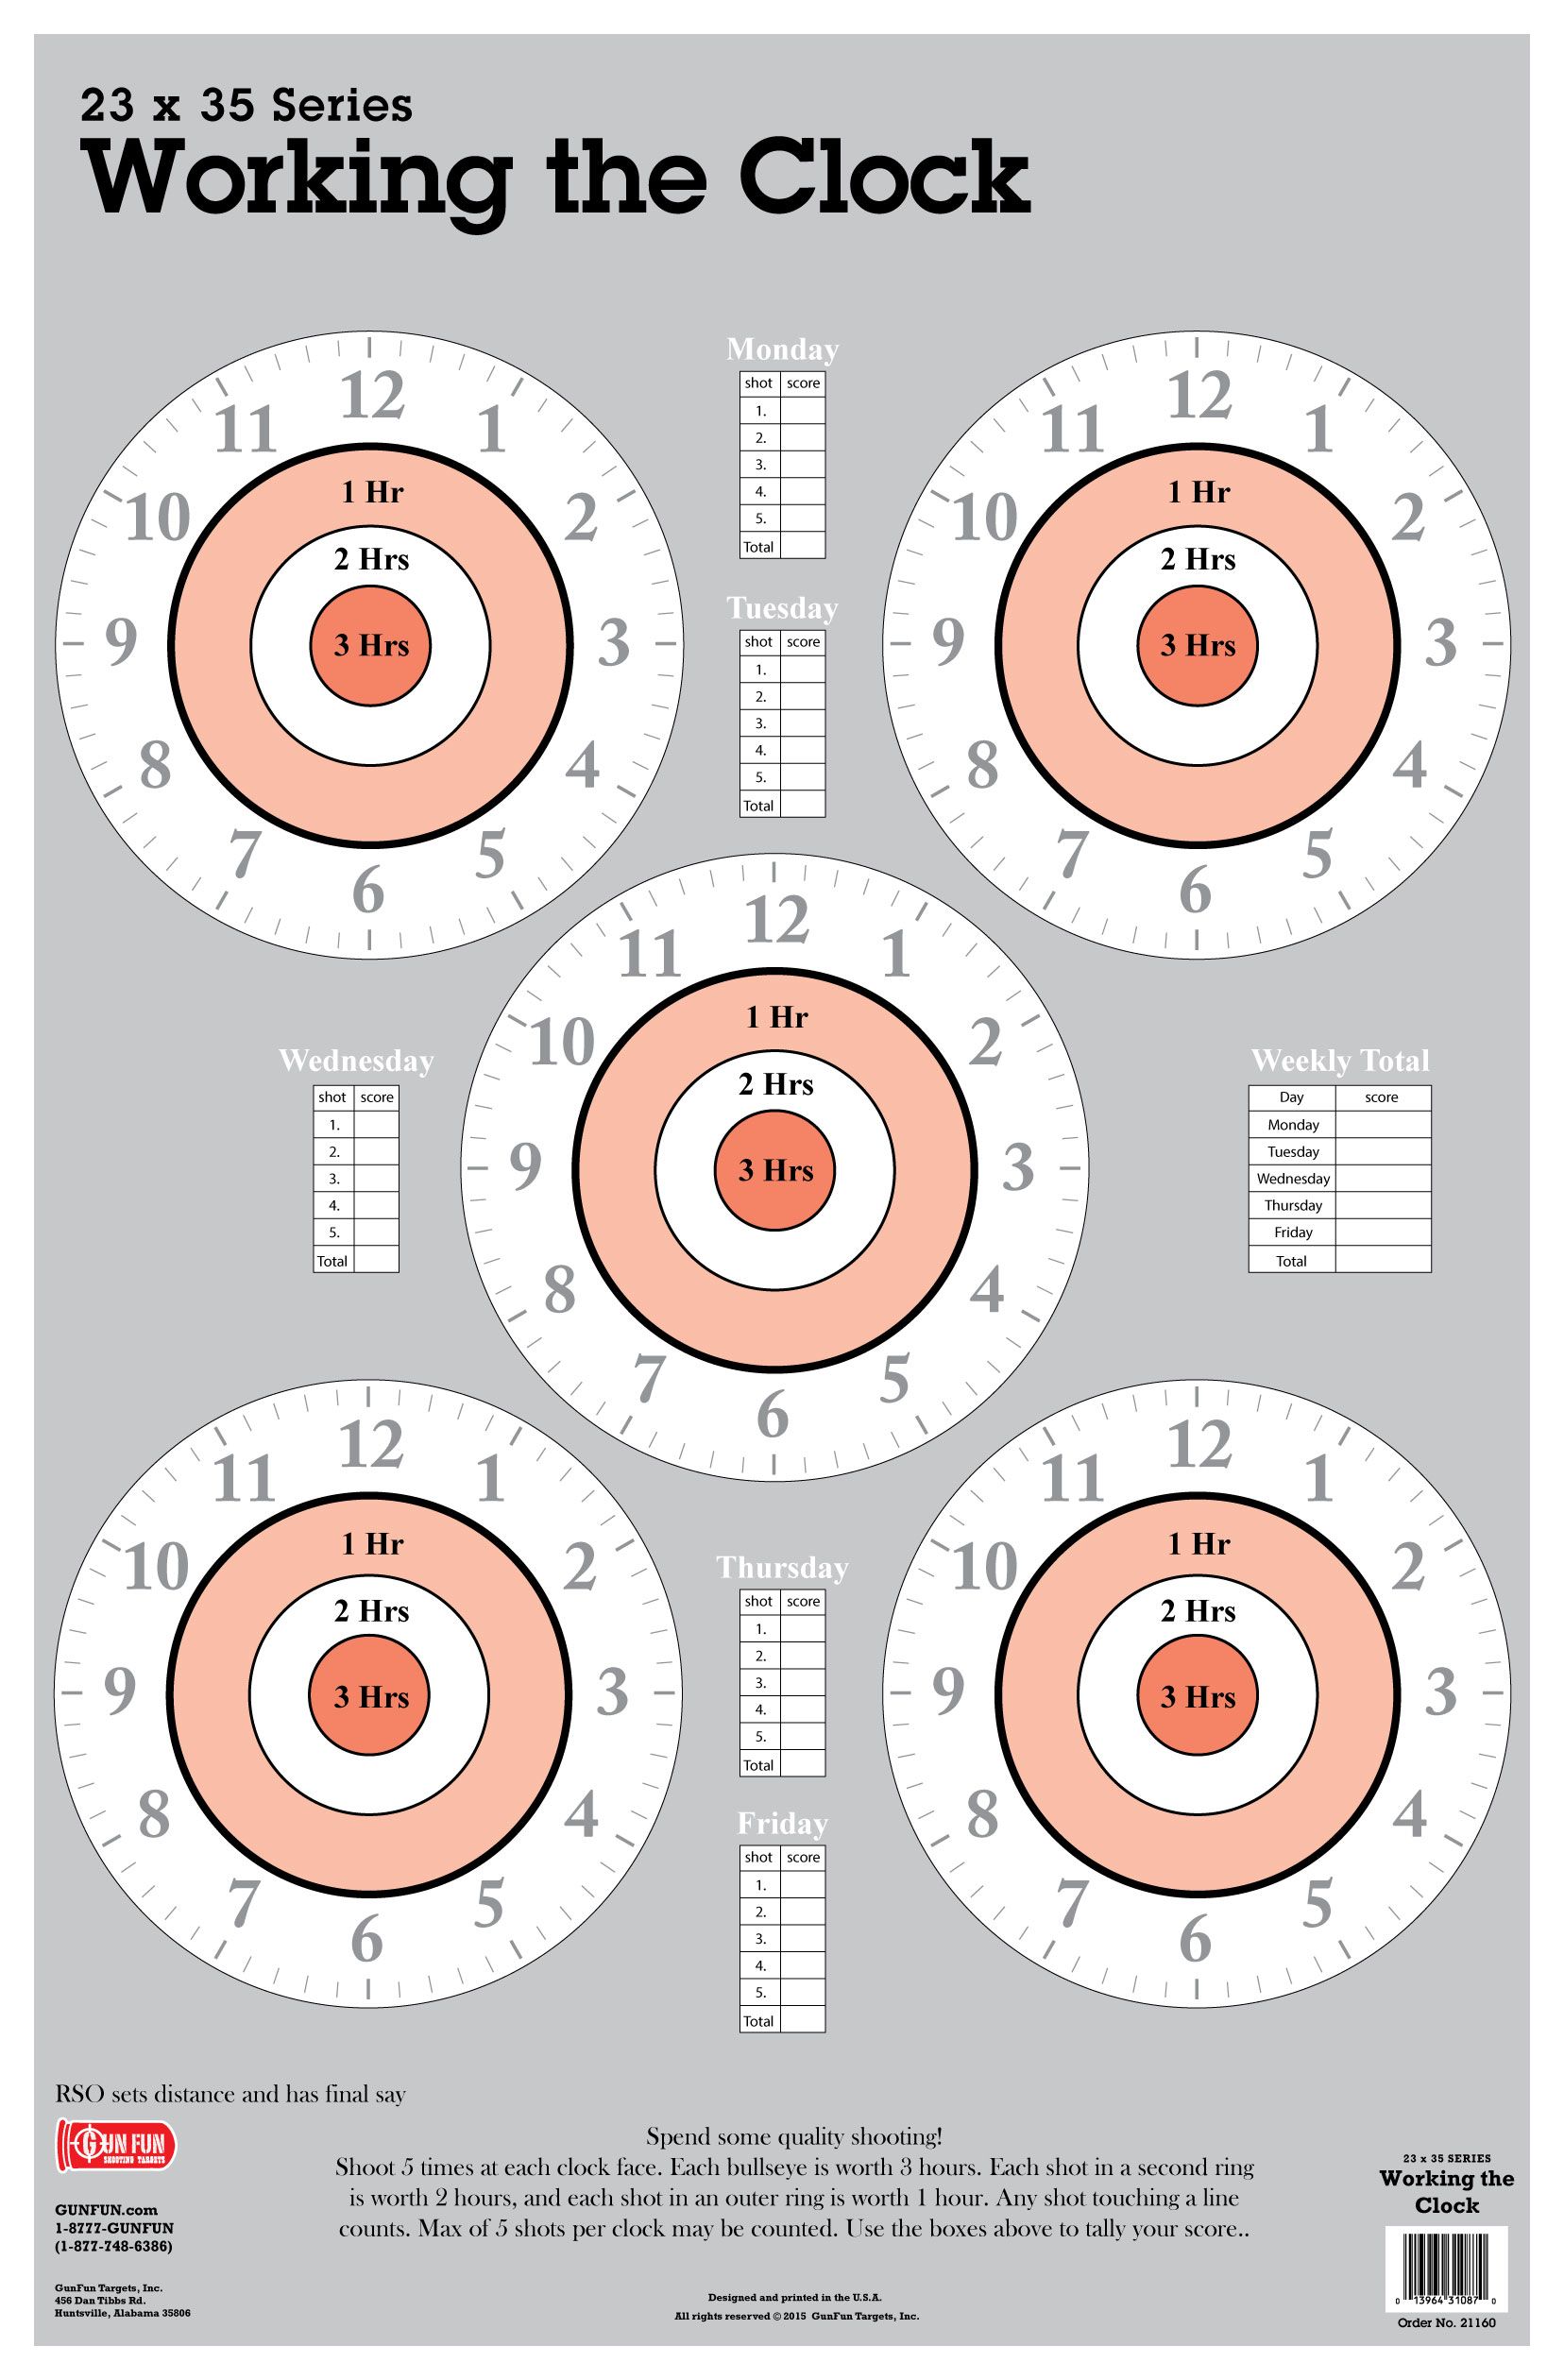 23 x 35 Series
Working the Clock
12
1
2
3
4
5
6
7
8
9
10
11
1 Hr
2 Hrs
3 Hrs
Monday
shot score
1.
2.
3.
4.
5.
Total
12
1
2
3
4
5
6
7
8
9
10
11
1 Hr
2 Hrs
3 Hrs
Tuesday
shot score
1.
2.
3.
4.
5.
Total
Wednesday
shot score
1.
2.
3.
4.
5.
Total
12
1
2
3
4
5
6
7
8
9
10
11
1 Hr
2 Hrs
3 Hrs
Weekly Total
Day score
Monday
Tuesday
Wednesday
Thursday
Friday
Total
12
1
2
3
4
5
6
7
8
9
10
11
1 Hr
2 Hrs
3 Hrs
Thursday
shot score
1.
2.
3.
4.
5.
Total
12
1
2
3
4
5
6
7
8
9
10
11
1 Hr
2 Hrs
3 Hrs
Friday
shot score
1.
2.
3.
4.
5.
Total
RSO sets distance and has final say
GUN FUN
SHOOTING TARGETS
GUNFUN.com
1-8777-GUNFUN
(1-877-748-6386)
GunFun Targets, Inc.
456 Dan Tibbs Rd.
Huntsville, Alabama 35806
Spend some quality shooting!
Shoot 5 times at each clock face. Each bullseye is worth 3 hours. Each shot in a second ring
is worth 2 hours, and each shot in an outer ring is worth 1 hour. Any shot touching a line
counts. Max of 5 shots per clock may be counted. Use the boxes above to tally your score..
Designed and printed in the U.S.A.
All rights reserved © 2015 GunFun Targets, Inc.
23 x 35 SERIES
Working the
Clock
0 13964 31087 0
Order No. 21160